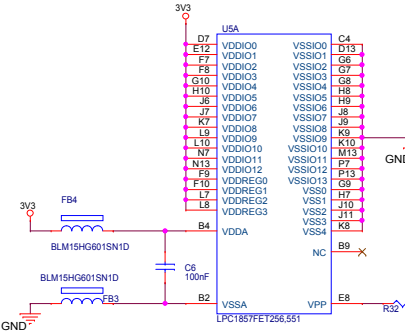 3V3
U5A
D7 VDDIO0 VSSIO0 C4
E12 VDDIO1 VSSIO1 D13
F7 VDDIO2 VSSIO2 G6
F8 VDDIO3 VSSIO3 G7
G10 VDDIO4 VSSIO4 G8
H10 VDDIO5 VSSIO5 H8
J6 VDDIO6 VSSIO6 H9
J7 VDDIO7 VSSIO7 J8
K7 VDDIO8 VSSIO8 J9
L9 VDDIO9 VSSIO9 K9
L10 VDDIO10 VSSIO10 K10
N7 VDDIO11 VSSIO11 M13
N13 VDDIO12 VSSIO12 P7
F9 VDDREG0 VSSIO13 P13
F10 VDDREG1 VSS0 G9
L7 VDDREG2 VSS1 H7
L8 VDDREG3 VSS2 J10
VSS3 J11
VSS4 K8
GND
3V3
FB4
B4 VDDA
BLM15HG601SN1D
NC B9
C6
100nF
BLM15HG601SN1D
FB3
B2 VSSA
VPP E8
R32
GND
LPC1857FET256,551